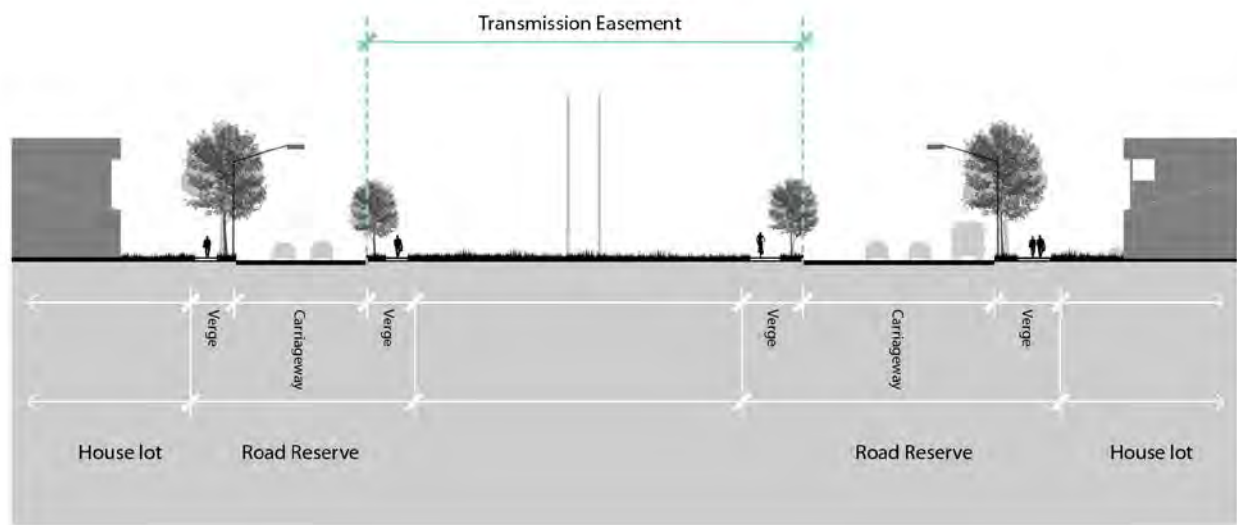 Transmission Easement
Verge
Carriageway
Verge
Verge
Carriageway
Verge
House lot
Road Reserve
Road Reserve
House lot